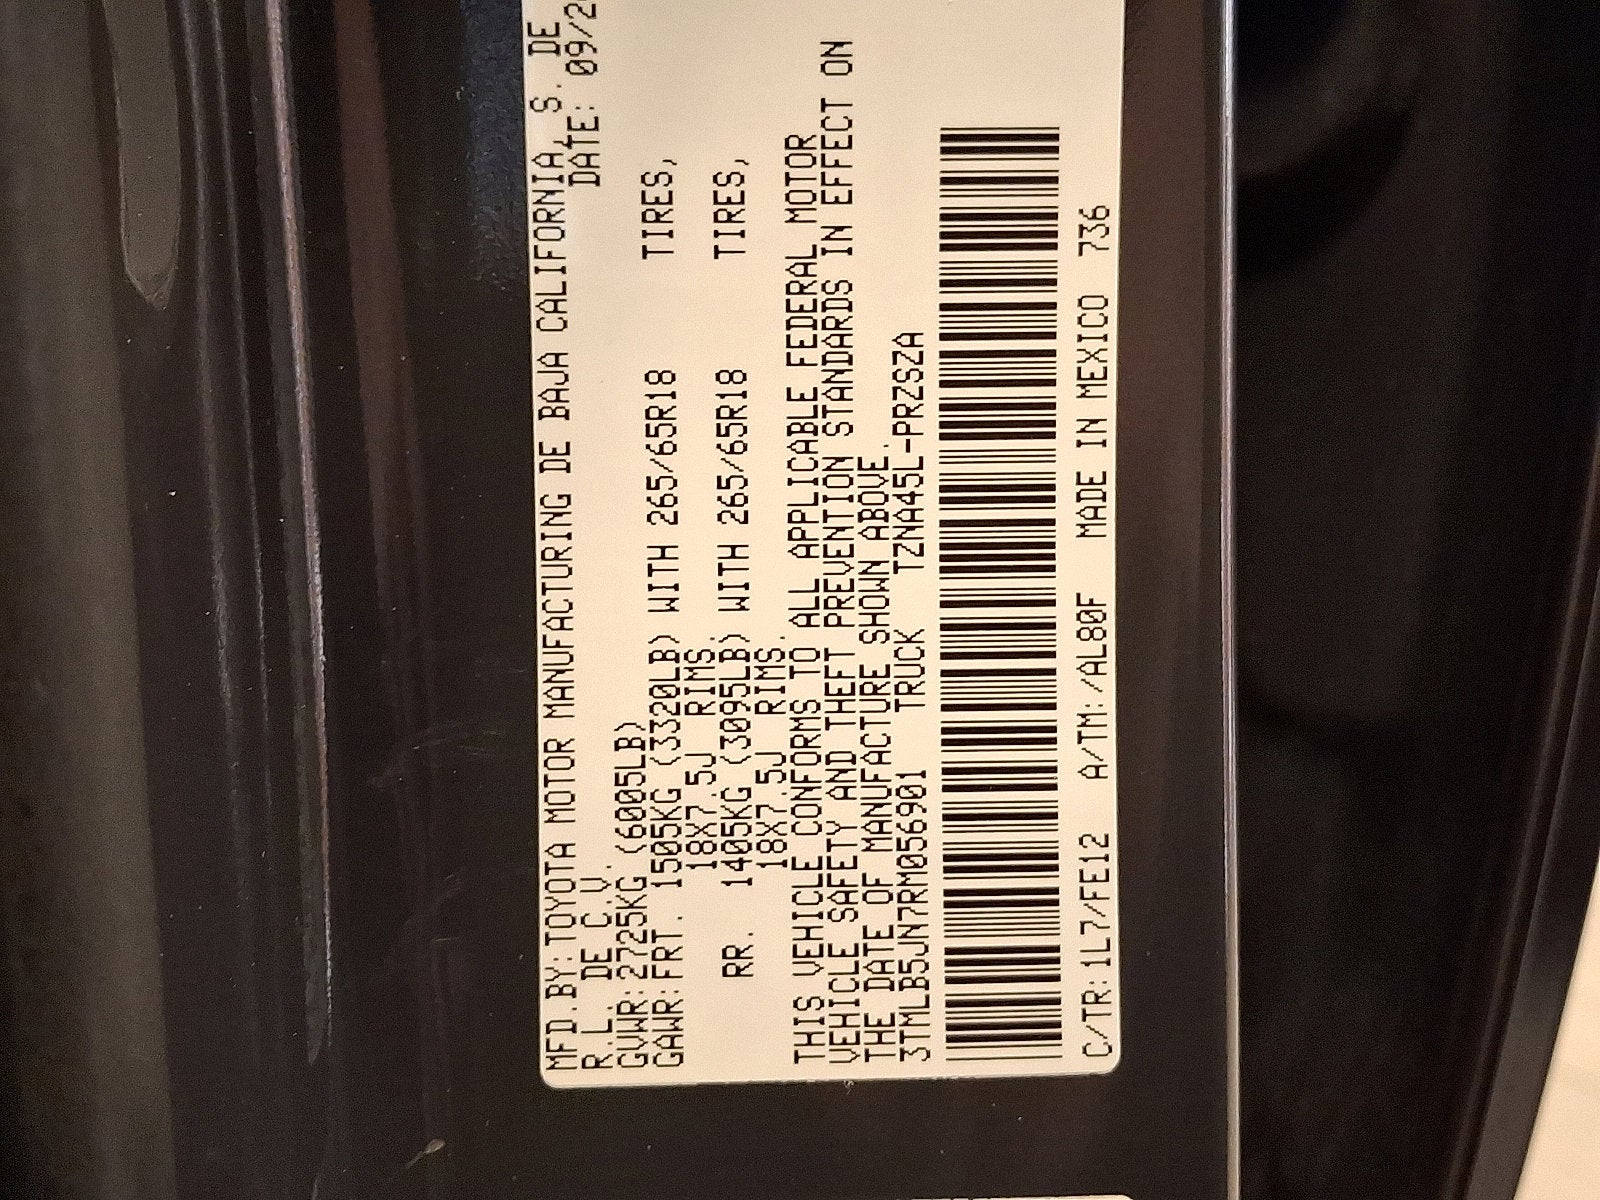 MFD.BY:TOYOTA MOTOR MANUFACTURING DE BAJA CALIFORNIA, S. DE
R.L. DE C.V. DATE: 09/2
GVWR:2725KG (6005LB)
GAWR:FRT. 1505KG (3320LB) WITH 265/65R18 TIRES,
18X7.5J RIMS.
RR. 1405KG (3095LB) WITH 265/65R18 TIRES,
18X7.5J RIMS.
THIS VEHICLE CONFORMS TO ALL APPLICABLE FEDERAL MOTOR
VEHICLE SAFETY AND THEFT PREVENTION STANDARDS IN EFFECT ON
THE DATE OF MANUFACTURE SHOWN ABOVE.
3TMLB5JN7RM056901 TRUCK TZNA45L-PRZSZA
C/TR:1L7/FE12 A/TM:/AL80F MADE IN MEXICO 736